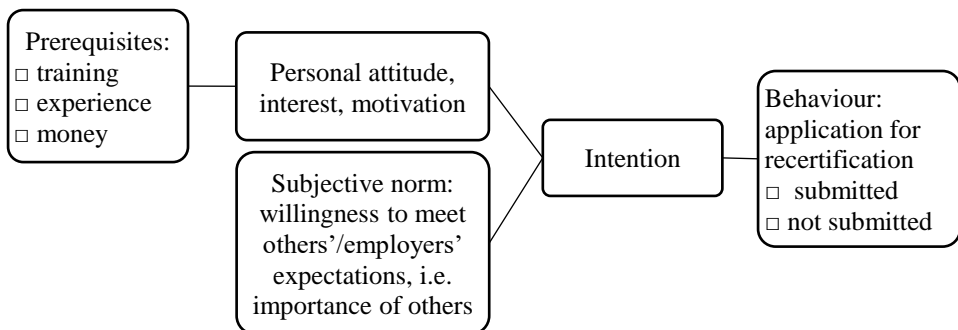 Prerequisites:
□ training
□ experience
□ money
Personal attitude,
interest, motivation
Subjective norm:
willingness to meet
others’/employers’
expectations, i.e.
importance of others
Intention
Behaviour:
application for
recertification
□ submitted
□ not submitted